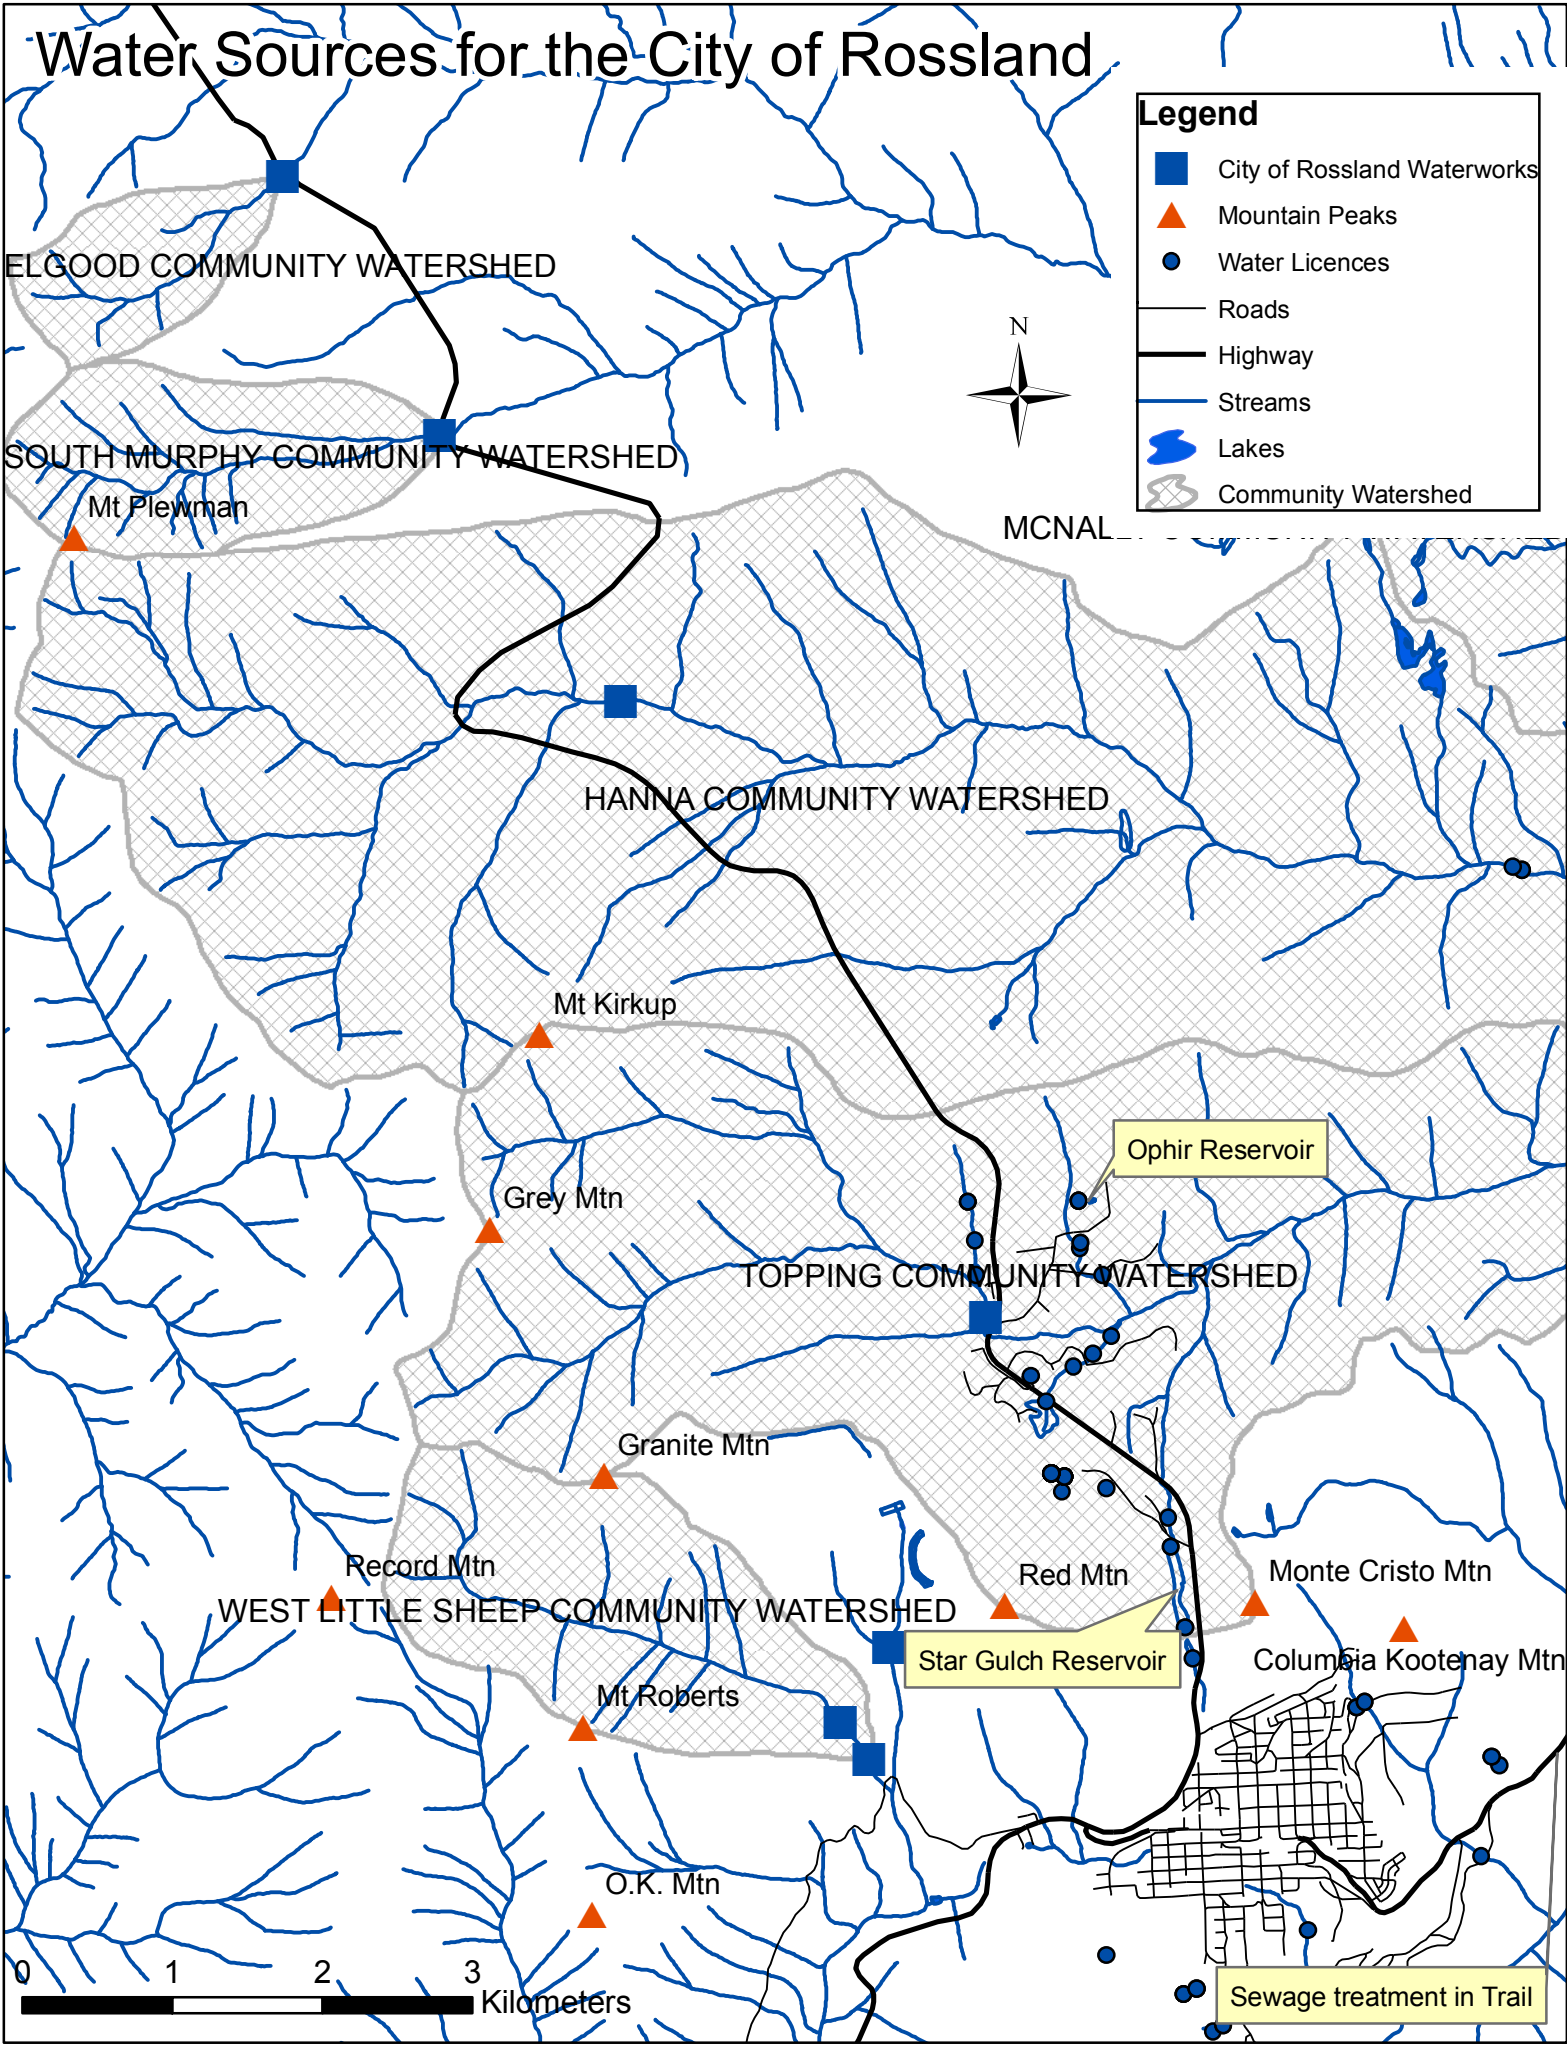 Water Sources for the City of Rossland
Legend
City of Rossland Waterworks
Mountain Peaks
Water Licences
Roads
Highway
Streams
Lakes
Community Watershed
ELGOOD COMMUNITY WATERSHED
N
SOUTH MURPHY COMMUNITY WATERSHED
Mt Plewman
HANNA COMMUNITY WATERSHED
Mt Kirkup
Ophir Reservoir
Grey Mtn
TOPPING COMMUNITY WATERSHED
Granite Mtn
Record Mtn
Red Mtn
Monte Cristo Mtn
WEST LITTLE SHEEP COMMUNITY WATERSHED
Star Gulch Reservoir
Columbia Kootenay Mtn
Mt Roberts
O.K. Mtn
0 1 2 3
Kilometers
Sewage treatment in Trail